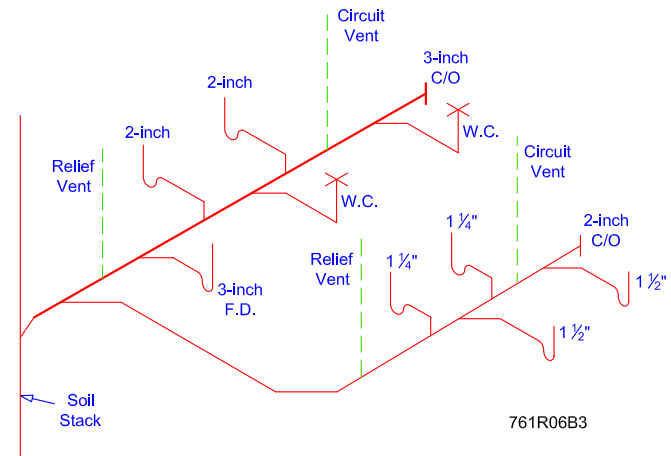 Circuit
Vent
3-inch
C/O
2-inch
W.C.
2-inch
Circuit
Vent
Relief
Vent
W.C.
2-inch
C/O
1 ¼"
Relief
Vent
1 ¼"
3-inch
F.D.
1 ½"
1 ½"
Soil
Stack
761R06B3